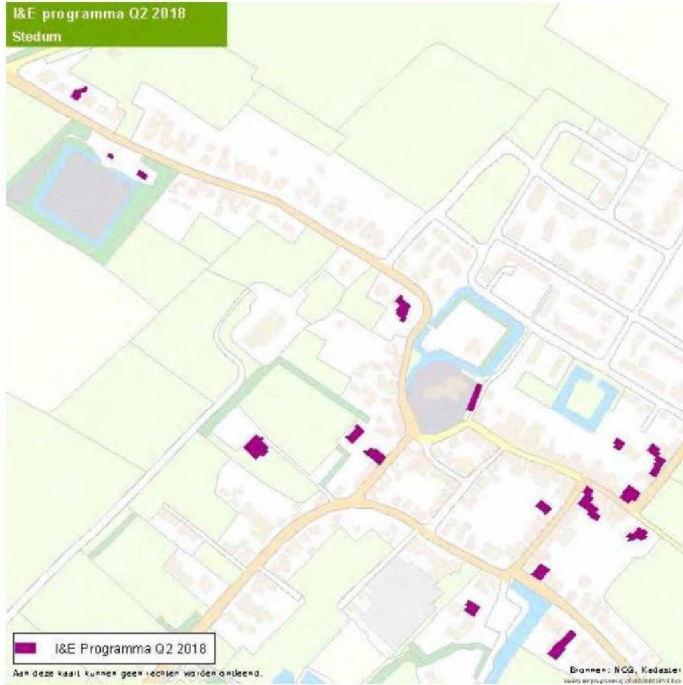 I&E programma Q2 2018
Stedum
I&E Programma Q2 2018
Aan deze kaart kunnen geen rechten worden ontleend.
Bronnen: NCG, Kadaster